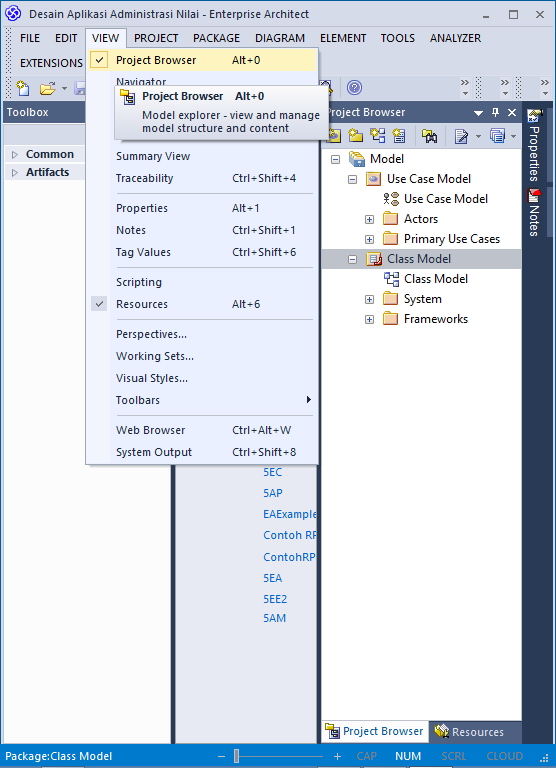 Desain Aplikasi Administrasi Nilai - Enterprise Architect
FILE EDIT VIEW PROJECT PACKAGE DIAGRAM ELEMENT TOOLS ANALYZER
EXTENSIONS
Project Browser Alt+0
Navigator
Project Browser Alt+0
Model explorer - view and manage
model structure and content
Summary View
Traceability Ctrl+Shift+4
Properties Alt+1
Notes Ctrl+Shift+1
Tag Values Ctrl+Shift+6
Scripting
Resources Alt+6
Perspectives...
Working Sets...
Visual Styles...
Toolbars
Web Browser Ctrl+Alt+W
System Output Ctrl+Shift+8
Toolbox
Common
Artifacts
5EC
5AP
EAExample
Contoh RP
ContohRP
5EA
5EE2
5AM
Project Browser
Model
Use Case Model
Use Case Model
Actors
Primary Use Cases
Class Model
Class Model
System
Frameworks
Properties
Notes
Project Browser
Resources
Package:Class Model
CAP NUM SCRL CLOUD